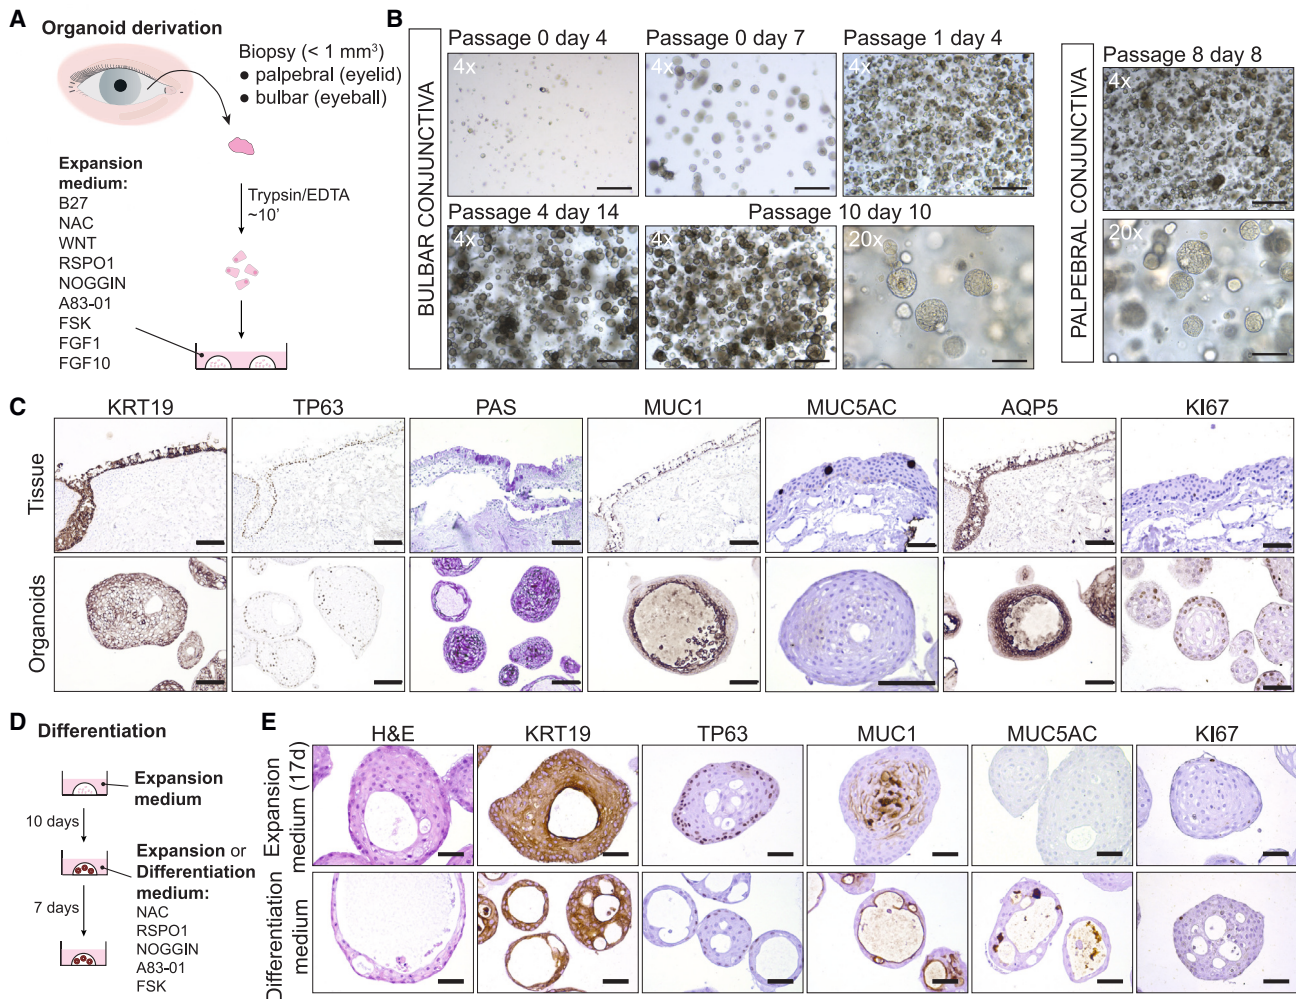 A
Organoid derivation
Biopsy (< 1 mm³)
● palpebral (eyelid)
● bulbar (eyeball)
Expansion
medium:
B27
NAC
WNT
RSPO1
NOGGIN
A83-01
FSK
FGF1
FGF10
Trypsin/EDTA
~10'
B
BULBAR CONJUNCTIVA
Passage 0 day 4
4x
Passage 0 day 7
4x
Passage 1 day 4
4x
Passage 4 day 14
4x
Passage 10 day 10
4x
20x
PALPEBRAL CONJUNCTIVA
Passage 8 day 8
4x
20x
C
KRT19
TP63
PAS
MUC1
MUC5AC
AQP5
KI67
Tissue
Organoids
D
Differentiation
Expansion
medium
10 days
Expansion or
Differentiation
medium:
NAC
RSPO1
NOGGIN
A83-01
FSK
7 days
E
H&E
KRT19
TP63
MUC1
MUC5AC
KI67
Expansion
medium (17d)
Differentiation
medium